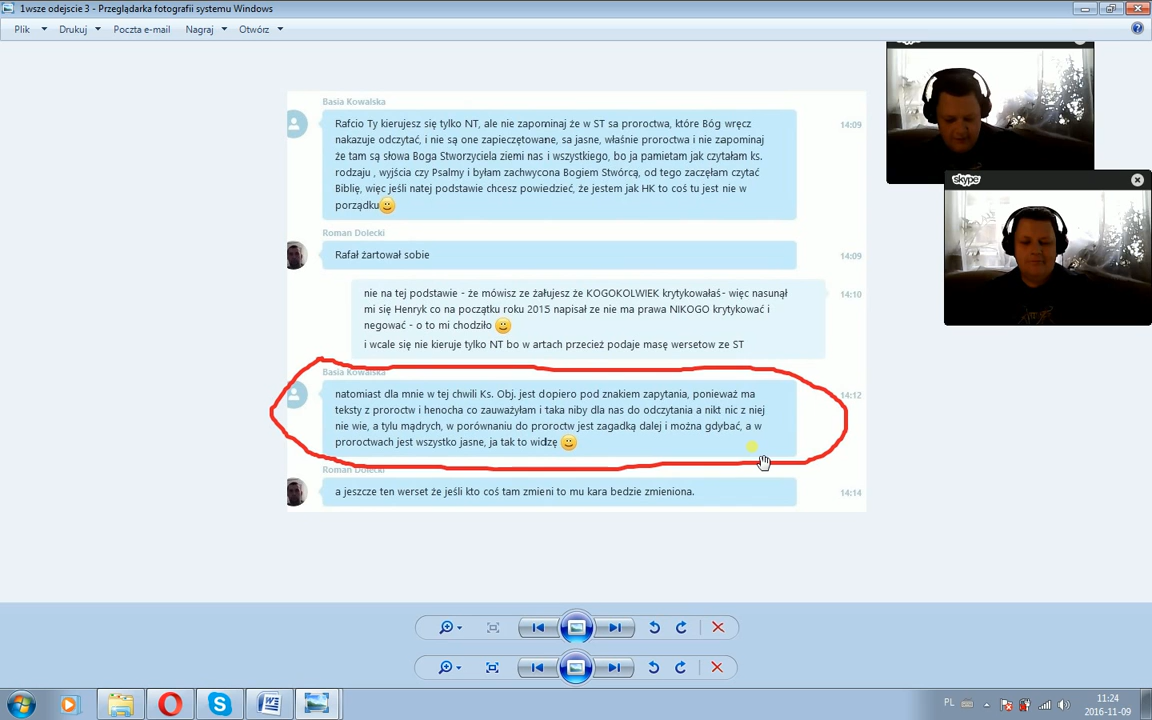 1wsze odejscie 3 - Przeglądarka fotografii systemu Windows
Plik Drukuj Poczta e-mail Nagraj Otwórz
skype
Basia Kowalska
Rafcio Ty kierujesz się tylko NT, ale nie zapominaj że w ST sa proroctwa, które Bóg wręcz
nakazuje odczytać, i nie są one zapieczętowane, sa jasne, właśnie proroctwa i nie zapominaj
że tam są słowa Boga Stworzyciela ziemi nas i wszystkiego, bo ja pamietam jak czytałam ks.
rodzaju , wyjścia czy Psalmy i byłam zachwycona Bogiem Stwórcą, od tego zaczęłam czytać
Biblię, więc jeśli natej podstawie chcesz powiedzieć, że jestem jak HK to coś tu jest nie w
porządku
14:09
Roman Dolecki
Rafał żartował sobie
14:09
nie na tej podstawie - że mówisz ze żałujesz że KOGOKOLWIEK krytykowałaś- więc nasunął
mi się Henryk co na początku roku 2015 napisał ze nie ma prawa NIKOGO krytykować i
negować - o to mi chodziło
i wcale się nie kieruje tylko NT bo w artach przecież podaje masę wersetow ze ST
14:10
Basia Kowalska
natomiast dla mnie w tej chwili Ks. Obj. jest dopiero pod znakiem zapytania, ponieważ ma
teksty z proroctw i henocha co zauważyłam i taka niby dla nas do odczytania a nikt nic z niej
nie wie, a tylu mądrych, w porównaniu do proroctw jest zagadką dalej i można gdybać, a w
proroctwach jest wszystko jasne, ja tak to widzę
14:12
Roman Dolecki
a jeszcze ten werset że jeśli kto coś tam zmieni to mu kara bedzie zmieniona.
14:14
PL
11:24
2016-11-09